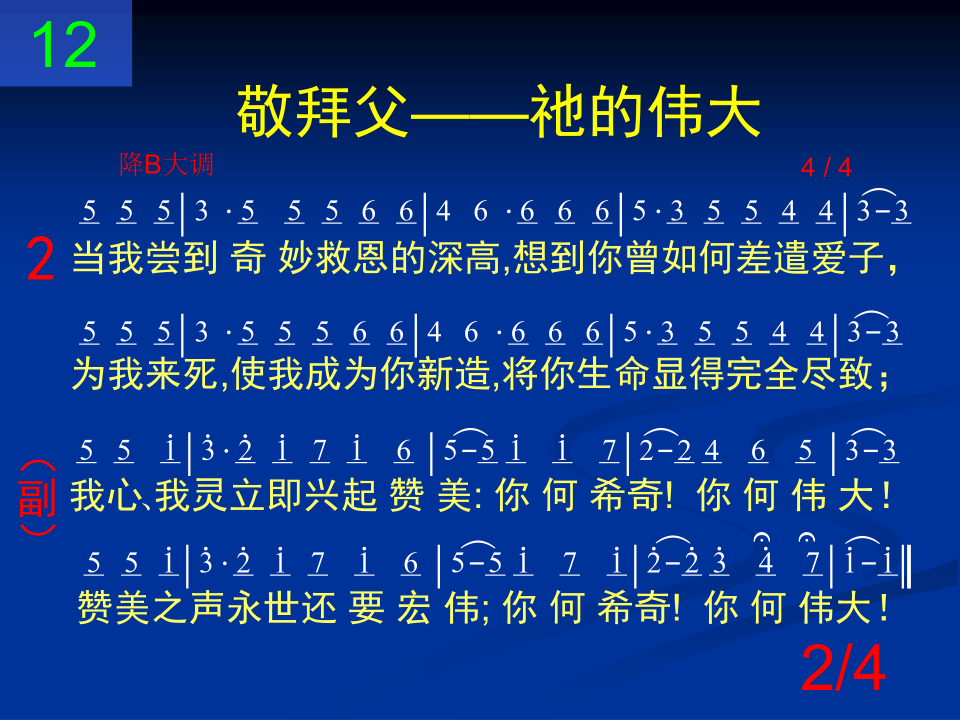 12
敬拜父——祂的伟大
降B大调 4 / 4
5 5 5|3 · 5 5 5 6 6|4 6 · 6 6 6|5 · 3 5 5 4 4|3 – 3
2 当我尝到 奇 妙救恩的深高,想到你曾如何差遣爱子，
5 5 5|3 · 5 5 5 6 6|4 6 · 6 6 6|5 · 3 5 5 4 4|3 – 3
为我来死,使我成为你新造,将你生命显得完全尽致；
5 5 i|3̇ · 2̇ i 7 i 6|5 – 5 i i 7|2 – 2 4 6 5|3 – 3
（副） 我心、我灵立即兴起 赞 美: 你 何 希奇! 你 何 伟 大！
5 5 i|3̇ · 2̇ i 7 i 6|5 – 5 i 7 i|2̇ – 2̇ 3̇ 4̇ 7|i – i‖
赞美之声永世还 要 宏 伟; 你 何 希奇! 你 何 伟大！
2/4